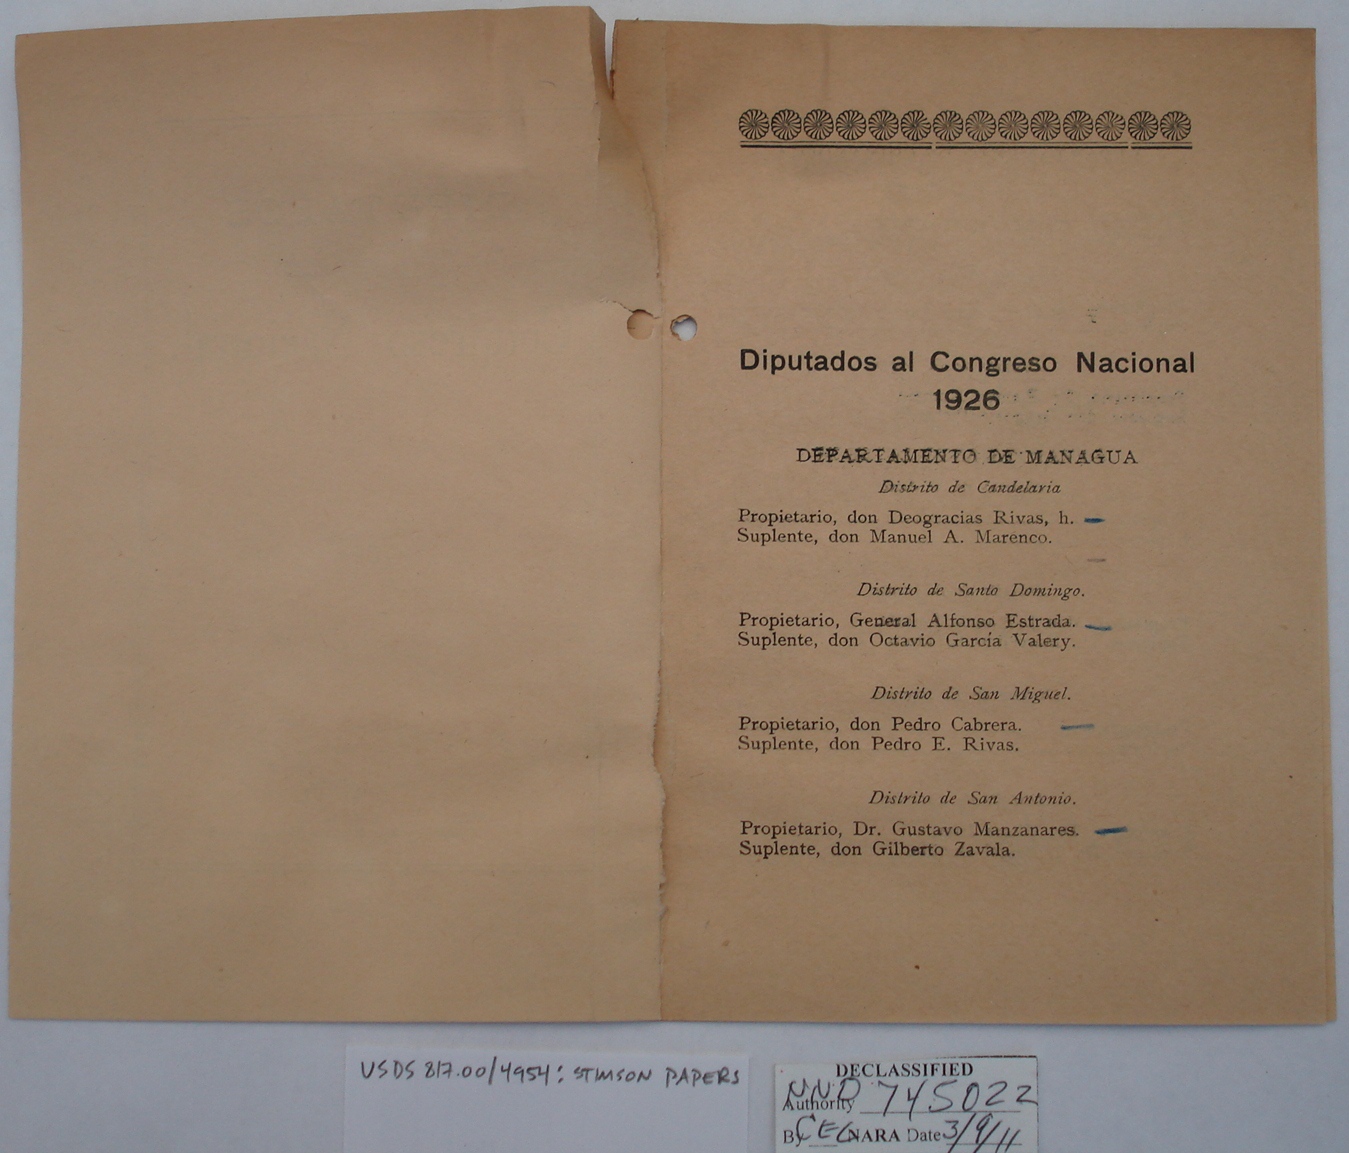 Diputados al Congreso Nacional
1926
DEPARTAMENTO DE MANAGUA
Distrito de Candelaria
Propietario, don Deogracias Rivas, h.
Suplente, don Manuel A. Marenco.
Distrito de Santo Domingo.
Propietario, General Alfonso Estrada.
Suplente, don Octavio García Valery.
Distrito de San Miguel.
Propietario, don Pedro Cabrera.
Suplente, don Pedro E. Rivas.
Distrito de San Antonio.
Propietario, Dr. Gustavo Manzanares.
Suplente, don Gilberto Zavala.
USDS 817.00/4954: STIMSON PAPERS
DECLASSIFIED
Authority NND 745022
By CEC NARA Date 3/9/11